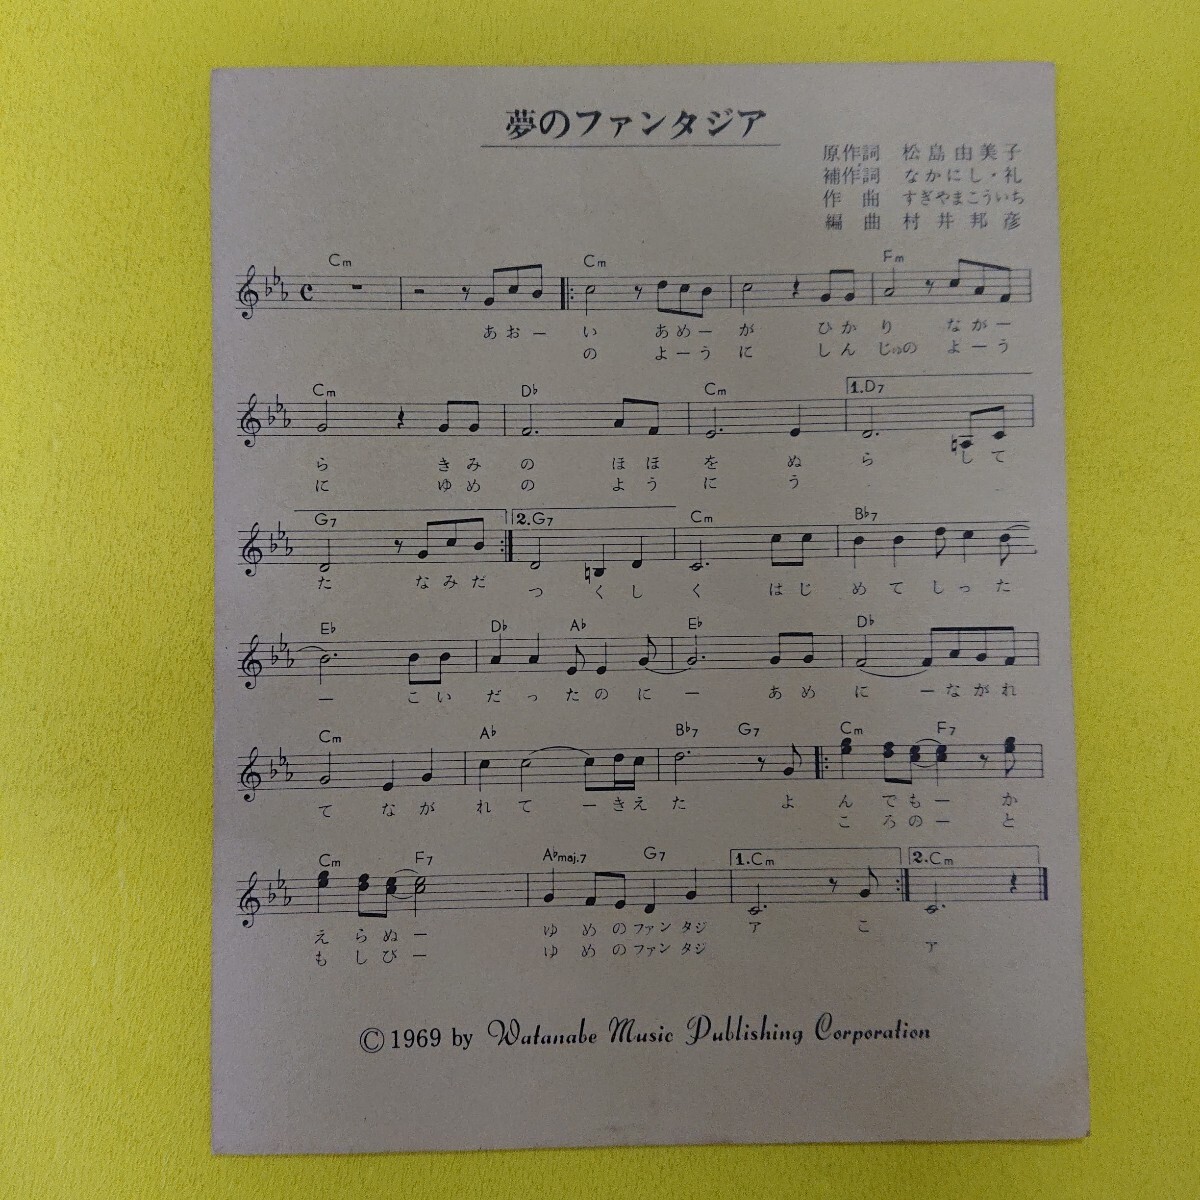 夢のファンタジア
原作詞 松島由美子
補作詞 なかにし・礼
作曲 すぎやまこういち
編曲 村井邦彦
Cm Cm Fm
あおー い あめーが ひかり ながー
の よーうに しんじゅの よーう
Cm D♭ Cm 1.D7
ら きみ の ほほ を ぬ ら して
に ゆめ の よう に う
G7 2.G7 Cm B♭7
た なみだ つ くし く はじ めてしった
E♭ D♭ A♭ E♭ D♭
ー こい だったのに ー あめ に ーながれ
Cm A♭ B♭7 G7 Cm F7
て なが れて ーきえ た よ んでもー か
ころのー と
Cm F7 A♭maj.7 G7 1.Cm 2.Cm
えらぬー ゆめのファンタジ ア こ
もしびー ゆめのファンタジ ア
©1969 by Watanabe Music Publishing Corporation